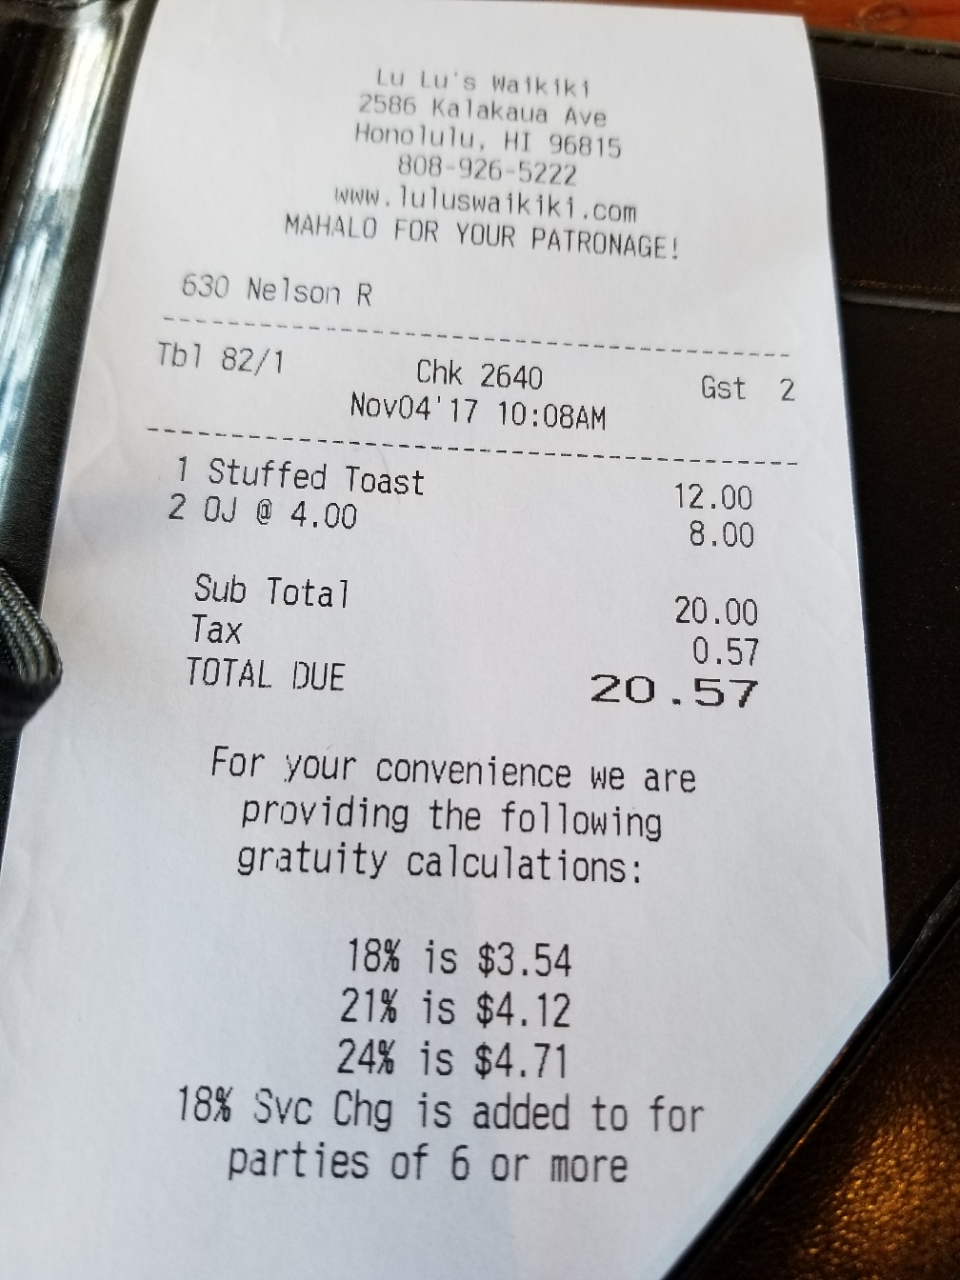 Lu Lu's Waikiki
2586 Kalakaua Ave
Honolulu, HI 96815
808-926-5222
www.luluswaikiki.com
MAHALO FOR YOUR PATRONAGE!
630 Nelson R
Tbl 82/1 Chk 2640 Gst 2
Nov04'17 10:08AM
1 Stuffed Toast 12.00
2 OJ @ 4.00 8.00
Sub Total 20.00
Tax 0.57
TOTAL DUE 20.57
For your convenience we are
providing the following
gratuity calculations:
18% is $3.54
21% is $4.12
24% is $4.71
18% Svc Chg is added to for
parties of 6 or more